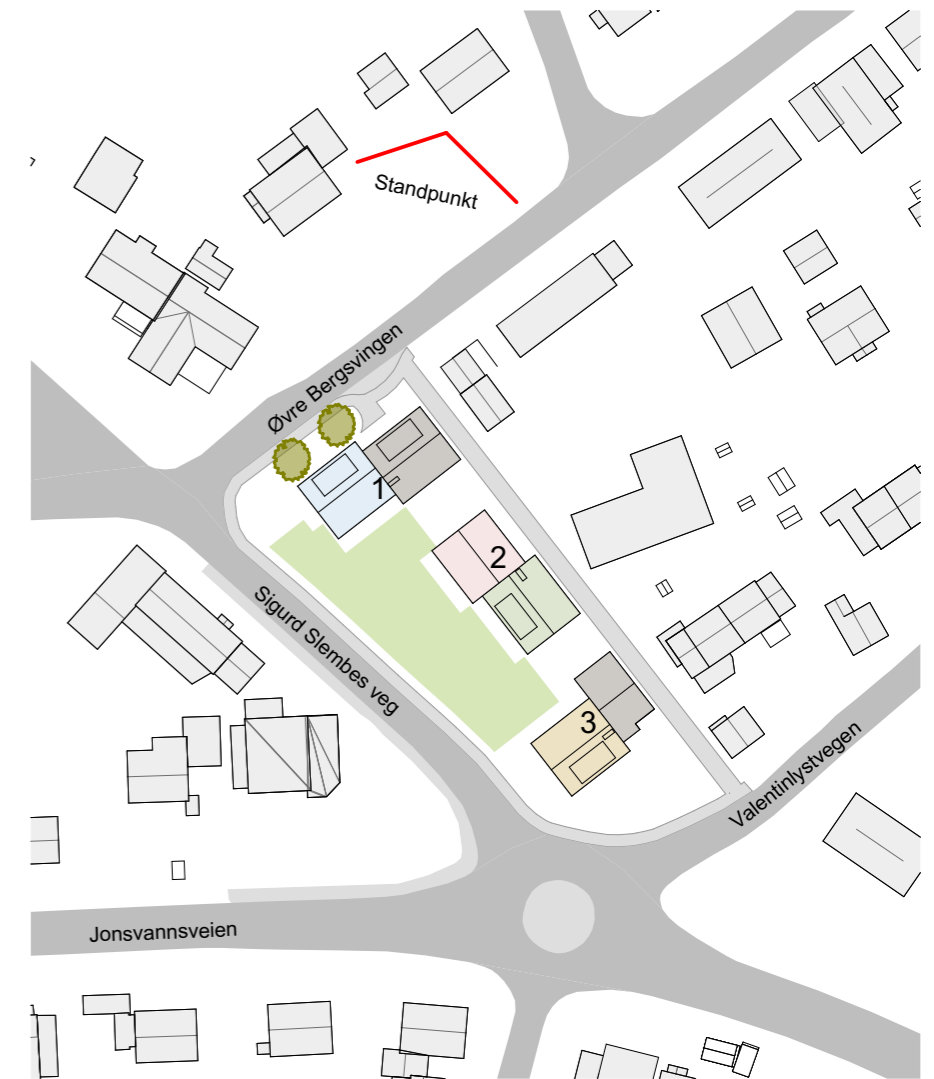 Standpunkt
Øvre Bergsvingen
1
2
Sigurd Slembes veg
3
Valentinlystvegen
Jonsvannsveien